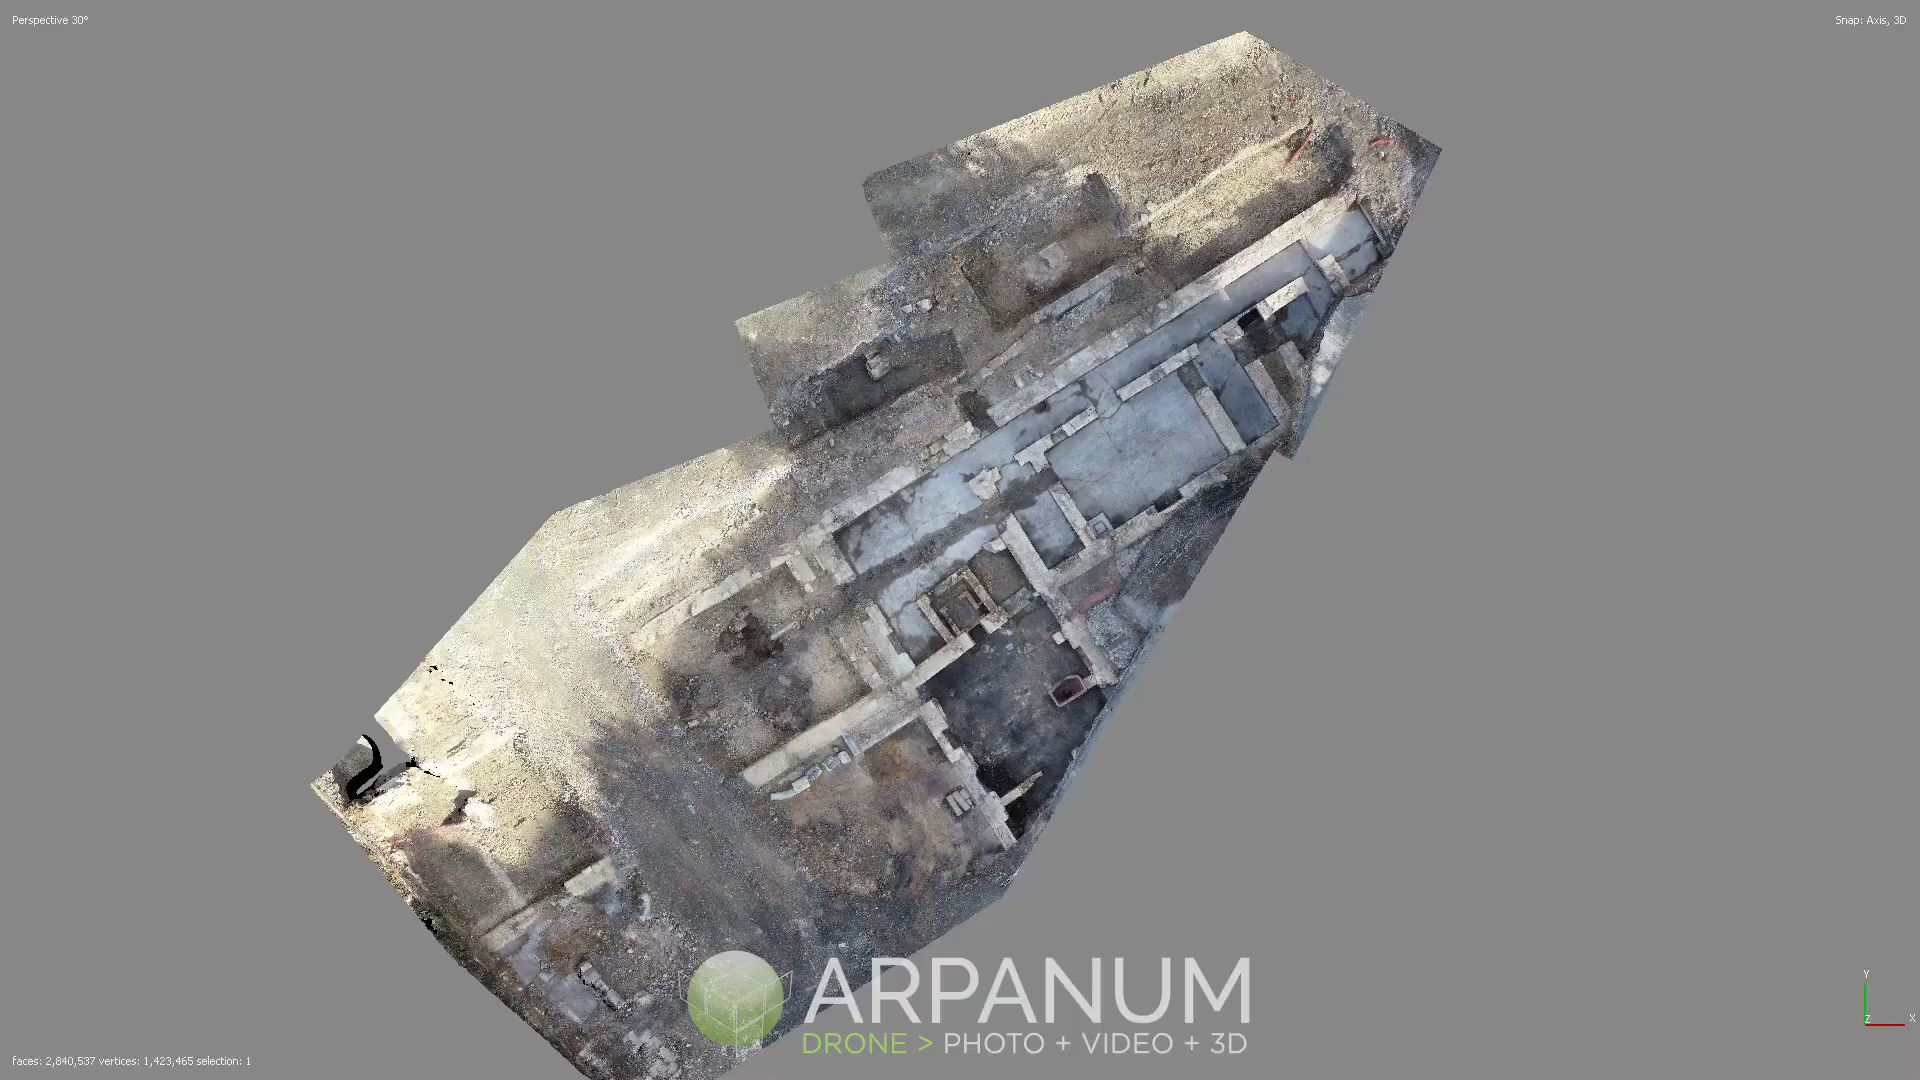 Perspective 30°
Snap: Axis, 3D
Y
Z
X
ARPANUM
DRONE > PHOTO + VIDEO + 3D
faces: 2,840,537 vertices: 1,423,465 selection: 1